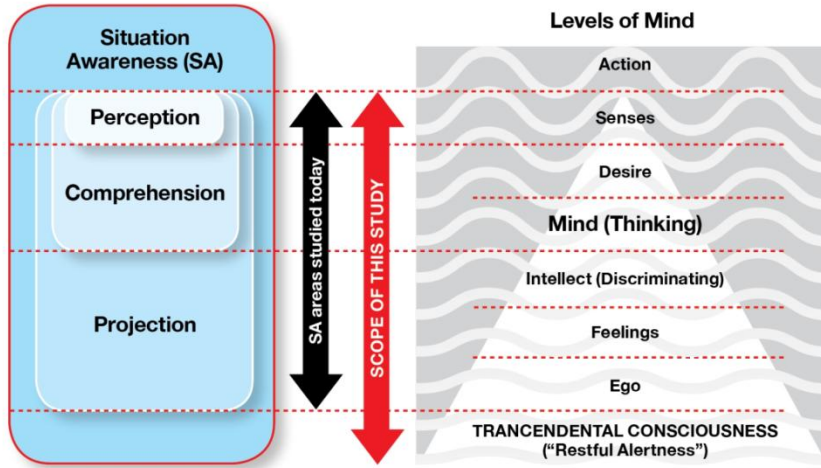 Situation
Awareness (SA)
Perception
Comprehension
Projection
SA areas studied today
SCOPE OF THIS STUDY
Levels of Mind
Action
Senses
Desire
Mind (Thinking)
Intellect (Discriminating)
Feelings
Ego
TRANCENDENTAL CONSCIOUSNESS
(“Restful Alertness”)